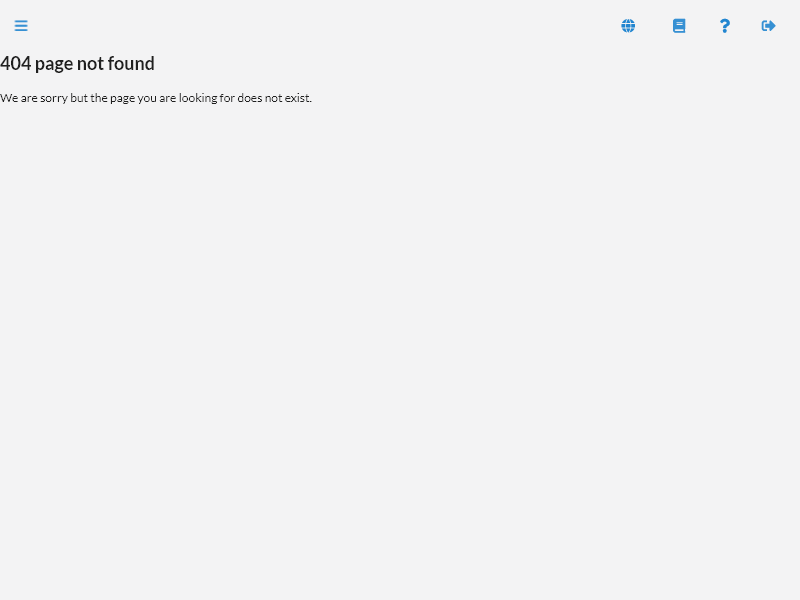 404 page not found
We are sorry but the page you are looking for does not exist.